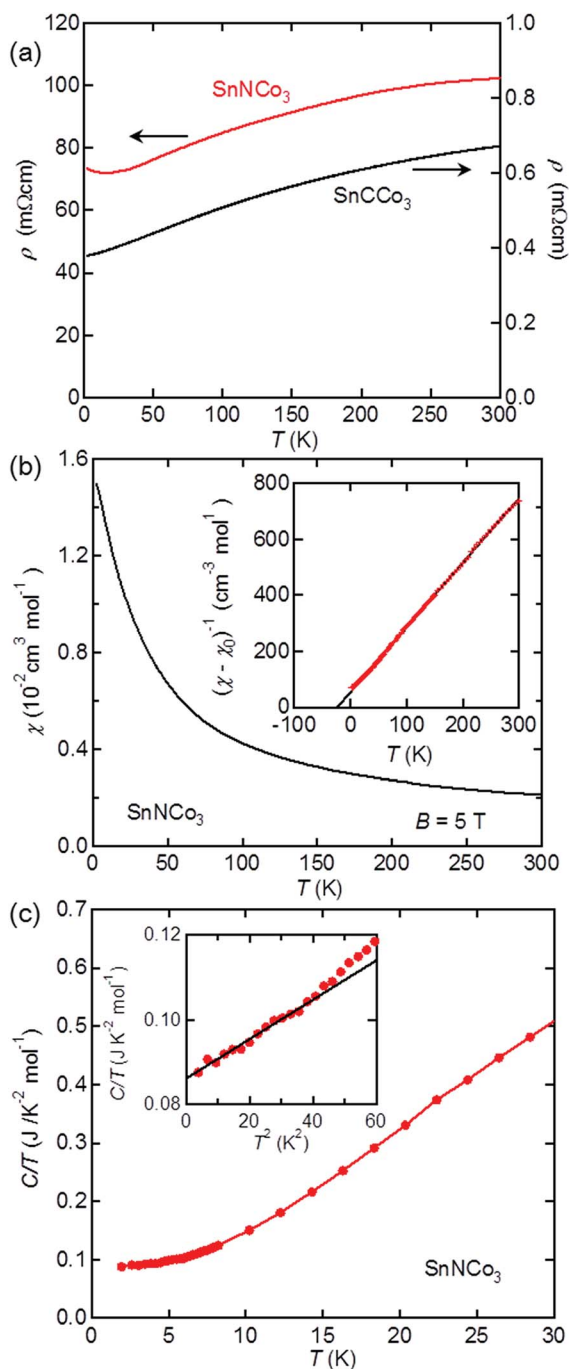 (a)
120
100
80
60
40
20
0
ρ (mΩcm)
1.0
0.8
0.6
0.4
0.2
0.0
ρ (mΩcm)
SnNCo3
SnCCo3
0 50 100 150 200 250 300
T (K)
(b)
1.6
1.2
0.8
0.4
0.0
χ (10-2cm3 mol-1)
800
600
400
200
0
(χ - χ0)-1 (cm-3 mol1)
-100 0 100 200 300
T (K)
SnNCo3
B = 5 T
0 50 100 150 200 250 300
T (K)
(c)
0.7
0.6
0.5
0.4
0.3
0.2
0.1
0.0
C/T (J /K-2 mol-1)
0.12
0.10
0.08
C/T (J K-2 mol-1)
0 20 40 60
T2 (K2)
SnNCo3
0 5 10 15 20 25 30
T (K)